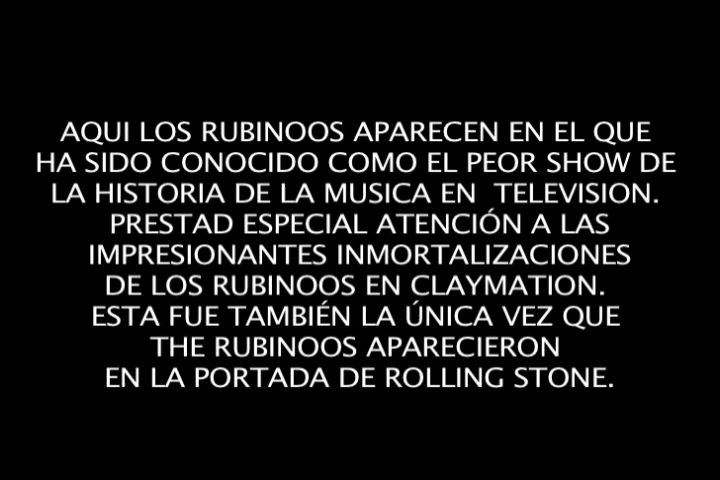 AQUI LOS RUBINOOS APARECEN EN EL QUE
HA SIDO CONOCIDO COMO EL PEOR SHOW DE
LA HISTORIA DE LA MUSICA EN TELEVISION.
PRESTAD ESPECIAL ATENCIÓN A LAS
IMPRESIONANTES INMORTALIZACIONES
DE LOS RUBINOOS EN CLAYMATION.
ESTA FUE TAMBIÉN LA ÚNICA VEZ QUE
THE RUBINOOS APARECIERON
EN LA PORTADA DE ROLLING STONE.